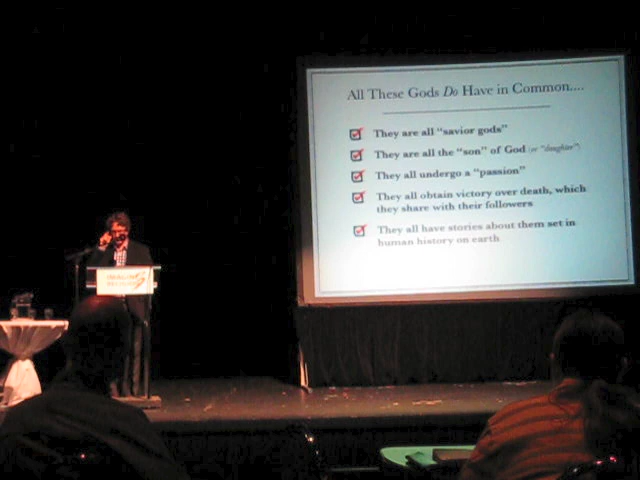 All These Gods Do Have in Common....
They are all "savior gods"
They are all the "son" of God (or "daughter")
They all undergo a "passion"
They all obtain victory over death, which
they share with their followers
They all have stories about them set in
human history on earth